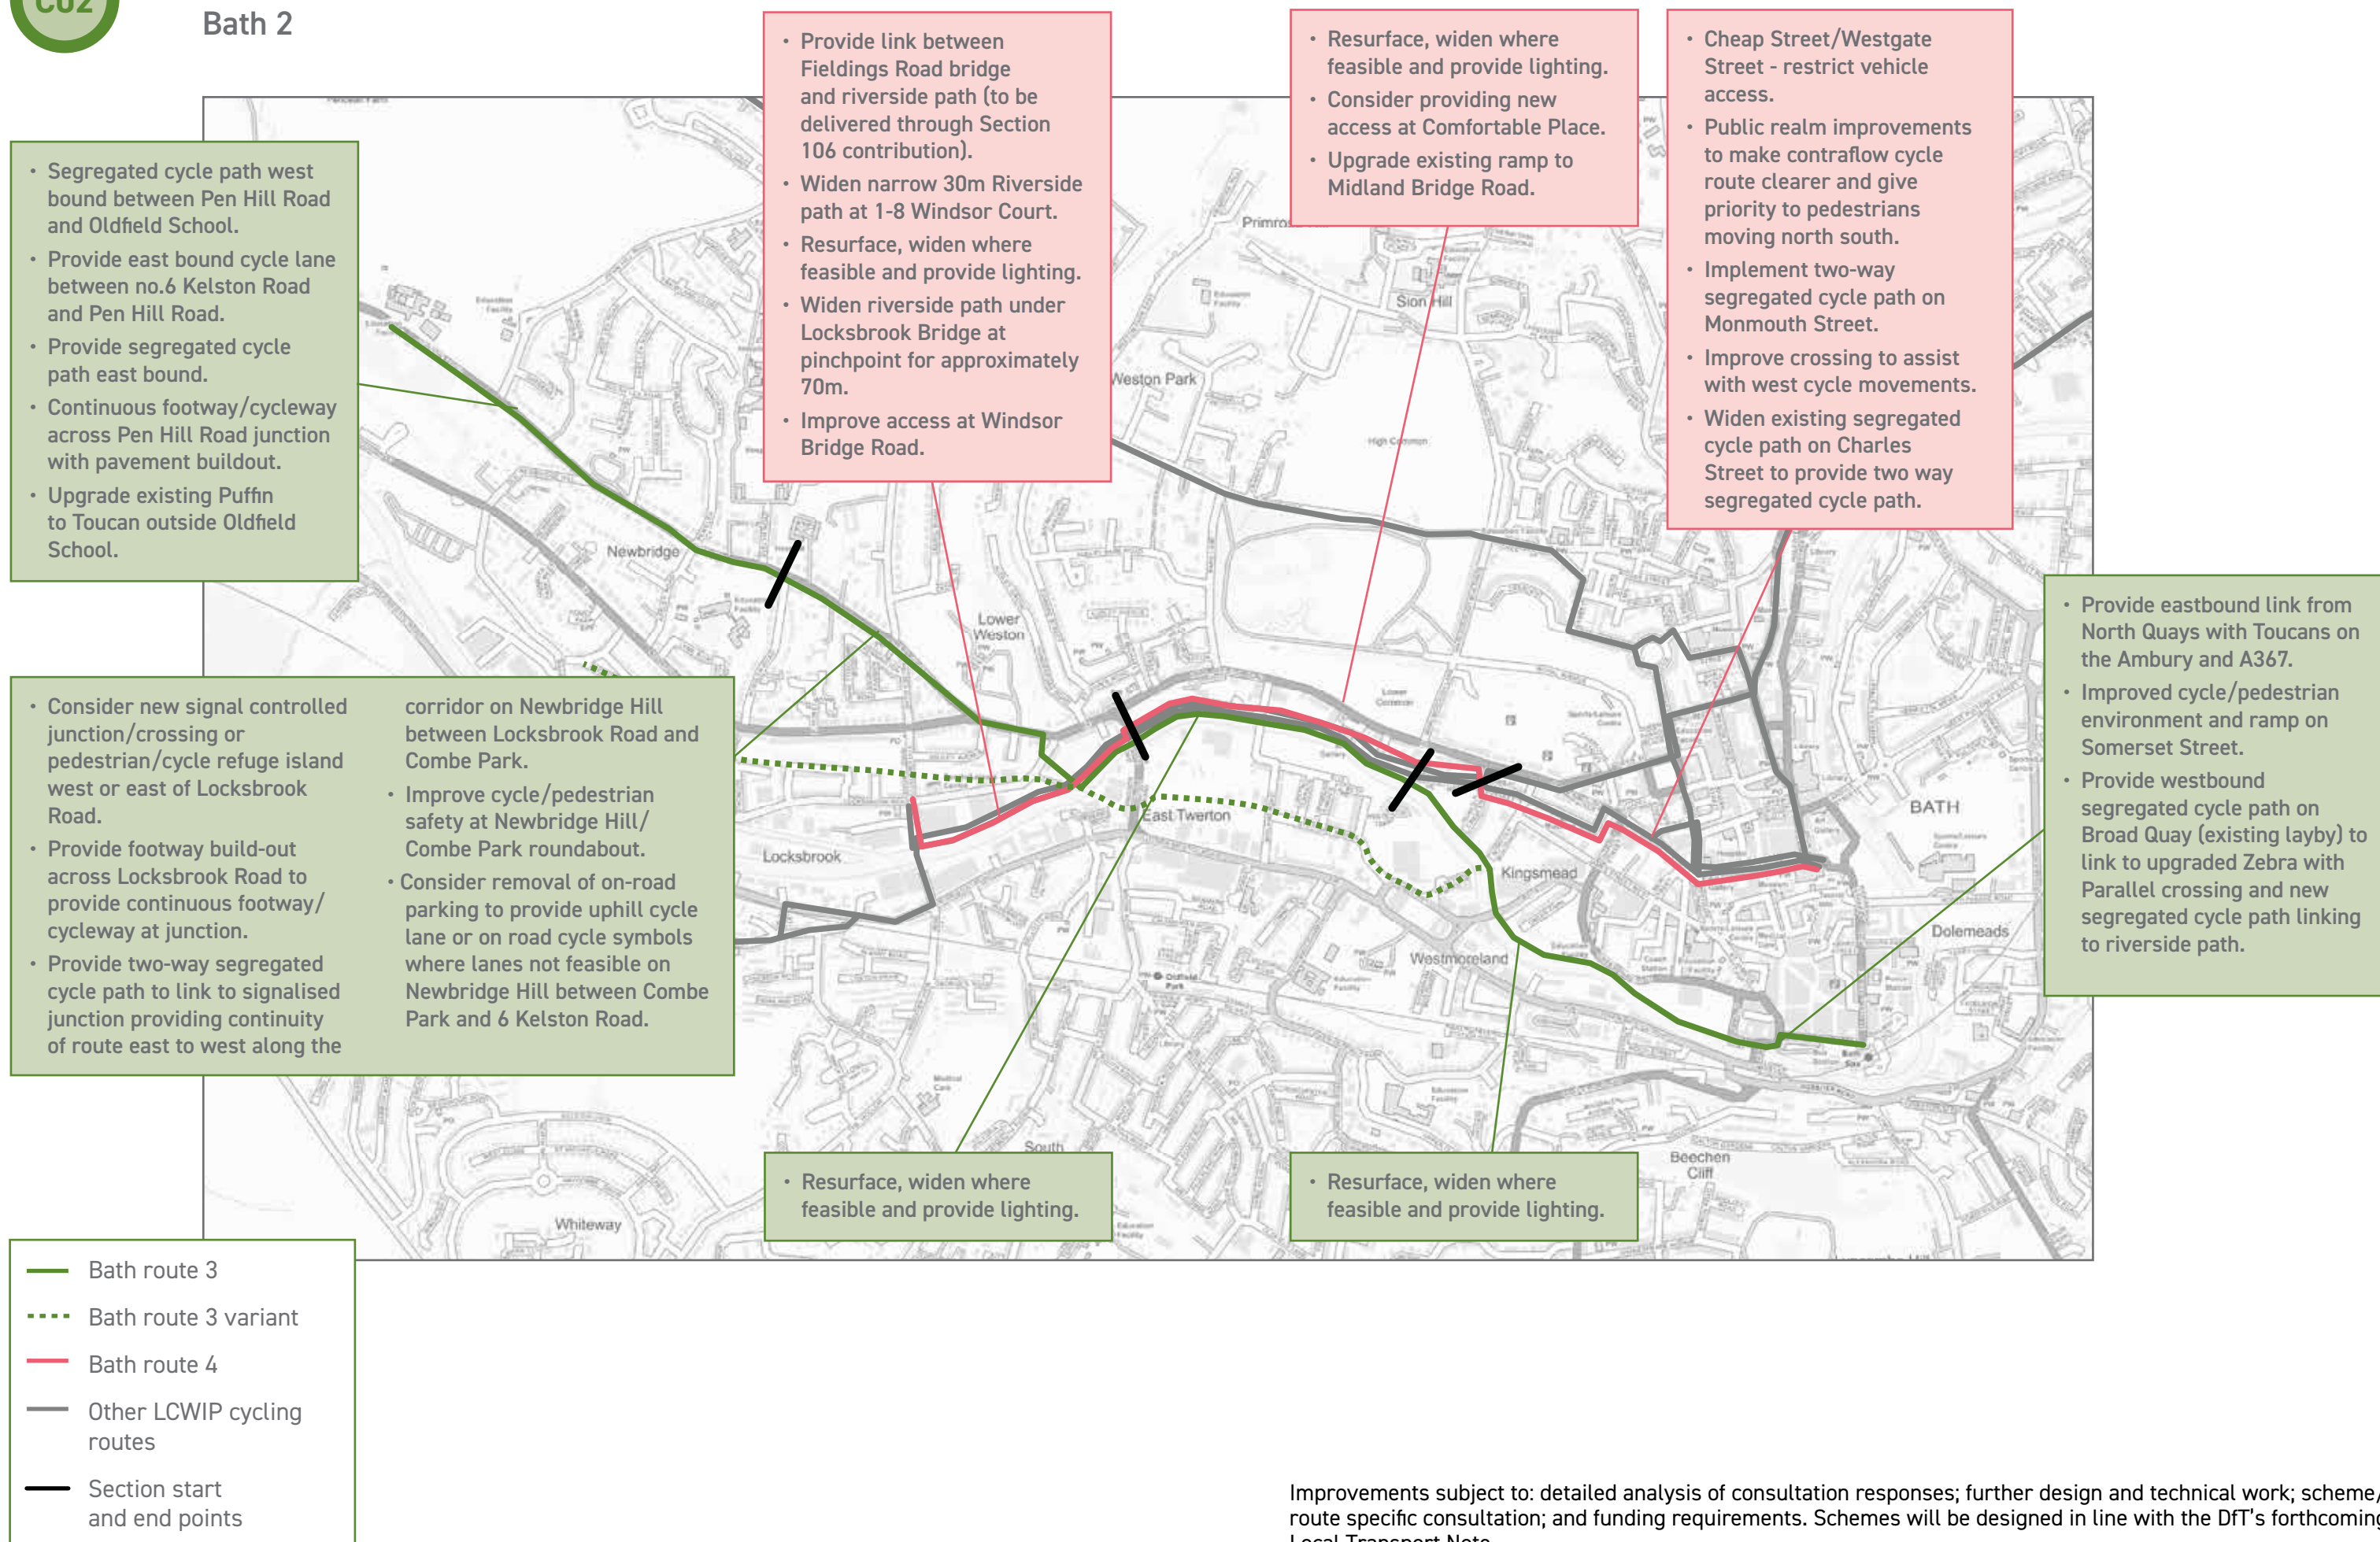 CO2
Bath 2
• Segregated cycle path west
bound between Pen Hill Road
and Oldfield School.
• Provide east bound cycle lane
between no.6 Kelston Road
and Pen Hill Road.
• Provide segregated cycle
path east bound.
• Continuous footway/cycleway
across Pen Hill Road junction
with pavement buildout.
• Upgrade existing Puffin
to Toucan outside Oldfield
School.
• Provide link between
Fieldings Road bridge
and riverside path (to be
delivered through Section
106 contribution).
• Widen narrow 30m Riverside
path at 1-8 Windsor Court.
• Resurface, widen where
feasible and provide lighting.
• Widen riverside path under
Locksbrook Bridge at
pinchpoint for approximately
70m.
• Improve access at Windsor
Bridge Road.
• Resurface, widen where
feasible and provide lighting.
• Consider providing new
access at Comfortable Place.
• Upgrade existing ramp to
Midland Bridge Road.
• Cheap Street/Westgate
Street - restrict vehicle
access.
• Public realm improvements
to make contraflow cycle
route clearer and give
priority to pedestrians
moving north south.
• Implement two-way
segregated cycle path on
Monmouth Street.
• Improve crossing to assist
with west cycle movements.
• Widen existing segregated
cycle path on Charles
Street to provide two way
segregated cycle path.
• Provide eastbound link from
North Quays with Toucans on
the Ambury and A367.
• Improved cycle/pedestrian
environment and ramp on
Somerset Street.
• Provide westbound
segregated cycle path on
Broad Quay (existing layby) to
link to upgraded Zebra with
Parallel crossing and new
segregated cycle path linking
to riverside path.
• Consider new signal controlled
junction/crossing or
pedestrian/cycle refuge island
west or east of Locksbrook
Road.
• Provide footway build-out
across Locksbrook Road to
provide continuous footway/
cycleway at junction.
• Provide two-way segregated
cycle path to link to signalised
junction providing continuity
of route east to west along the
corridor on Newbridge Hill
between Locksbrook Road and
Combe Park.
• Improve cycle/pedestrian
safety at Newbridge Hill/
Combe Park roundabout.
• Consider removal of on-road
parking to provide uphill cycle
lane or on road cycle symbols
where lanes not feasible on
Newbridge Hill between Combe
Park and 6 Kelston Road.
• Resurface, widen where
feasible and provide lighting.
• Resurface, widen where
feasible and provide lighting.
Sion Hill
Weston Park
High Common
Newbridge
Lower
Weston
Lower
Common
East Twerton
Locksbrook
Kingsmead
BATH
Dolemeads
Westmoreland
Oldfield
Park
Bath
Spa
South
Beechen
Cliff
Whiteway
Bath route 3
Bath route 3 variant
Bath route 4
Other LCWIP cycling
routes
Section start
and end points
Improvements subject to: detailed analysis of consultation responses; further design and technical work; scheme/
route specific consultation; and funding requirements. Schemes will be designed in line with the DfT's forthcoming
Local Transport Note